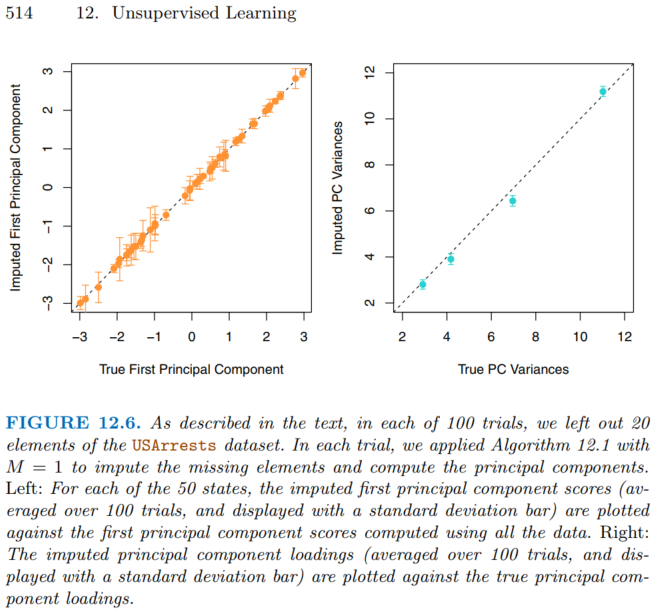 514 12. Unsupervised Learning
Imputed First Principal Component
3
2
1
0
−1
−2
−3
−3 −2 −1 0 1 2 3
True First Principal Component
Imputed PC Variances
12
10
8
6
4
2
2 4 6 8 10 12
True PC Variances
FIGURE 12.6. As described in the text, in each of 100 trials, we left out 20
elements of the USArrests dataset. In each trial, we applied Algorithm 12.1 with
M = 1 to impute the missing elements and compute the principal components.
Left: For each of the 50 states, the imputed first principal component scores (av-
eraged over 100 trials, and displayed with a standard deviation bar) are plotted
against the first principal component scores computed using all the data. Right:
The imputed principal component loadings (averaged over 100 trials, and dis-
played with a standard deviation bar) are plotted against the true principal com-
ponent loadings.